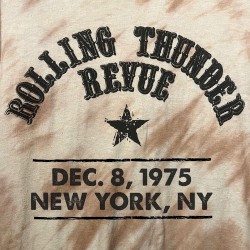 ROLLING THUNDER
REVUE
DEC. 8, 1975
NEW YORK, NY